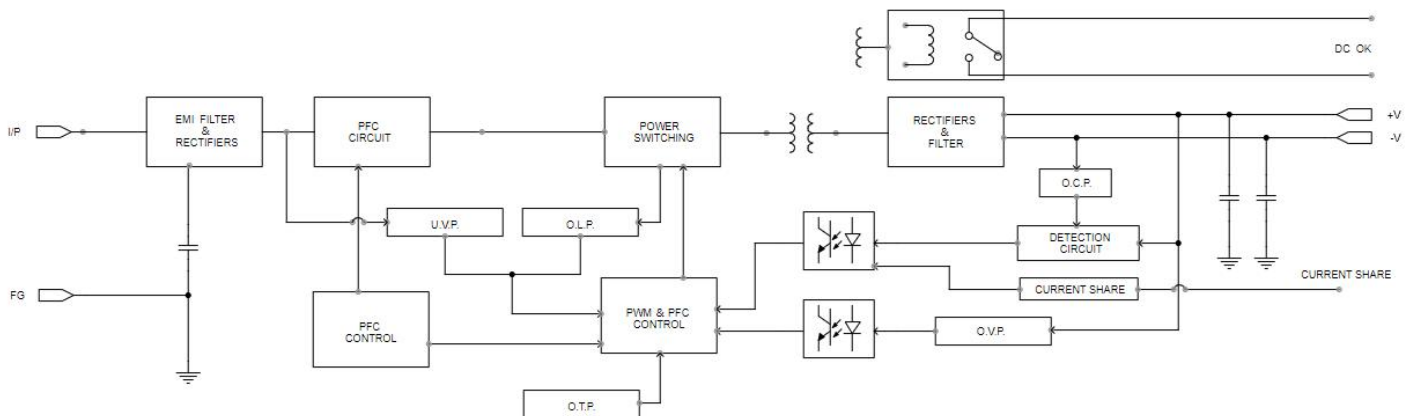 DC OK
I/P
EMI FILTER
&
RECTIFIERS
PFC
CIRCUIT
POWER
SWITCHING
RECTIFIERS
&
FILTER
+V
-V
O.C.P.
U.V.P.
O.L.P.
DETECTION
CIRCUIT
CURRENT SHARE
CURRENT SHARE
FG
PFC
CONTROL
PWM & PFC
CONTROL
O.V.P.
O.T.P.